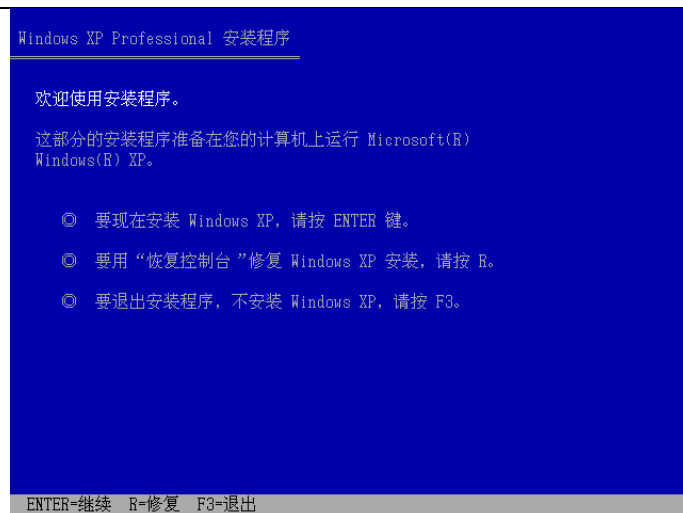 Windows XP Professional 安装程序
欢迎使用安装程序。
这部分的安装程序准备在您的计算机上运行 Microsoft(R)
Windows(R) XP。
◎ 要现在安装 Windows XP，请按 ENTER 键。
◎ 要用“恢复控制台”修复 Windows XP 安装，请按 R。
◎ 要退出安装程序，不安装 Windows XP，请按 F3。
ENTER=继续 R=修复 F3=退出